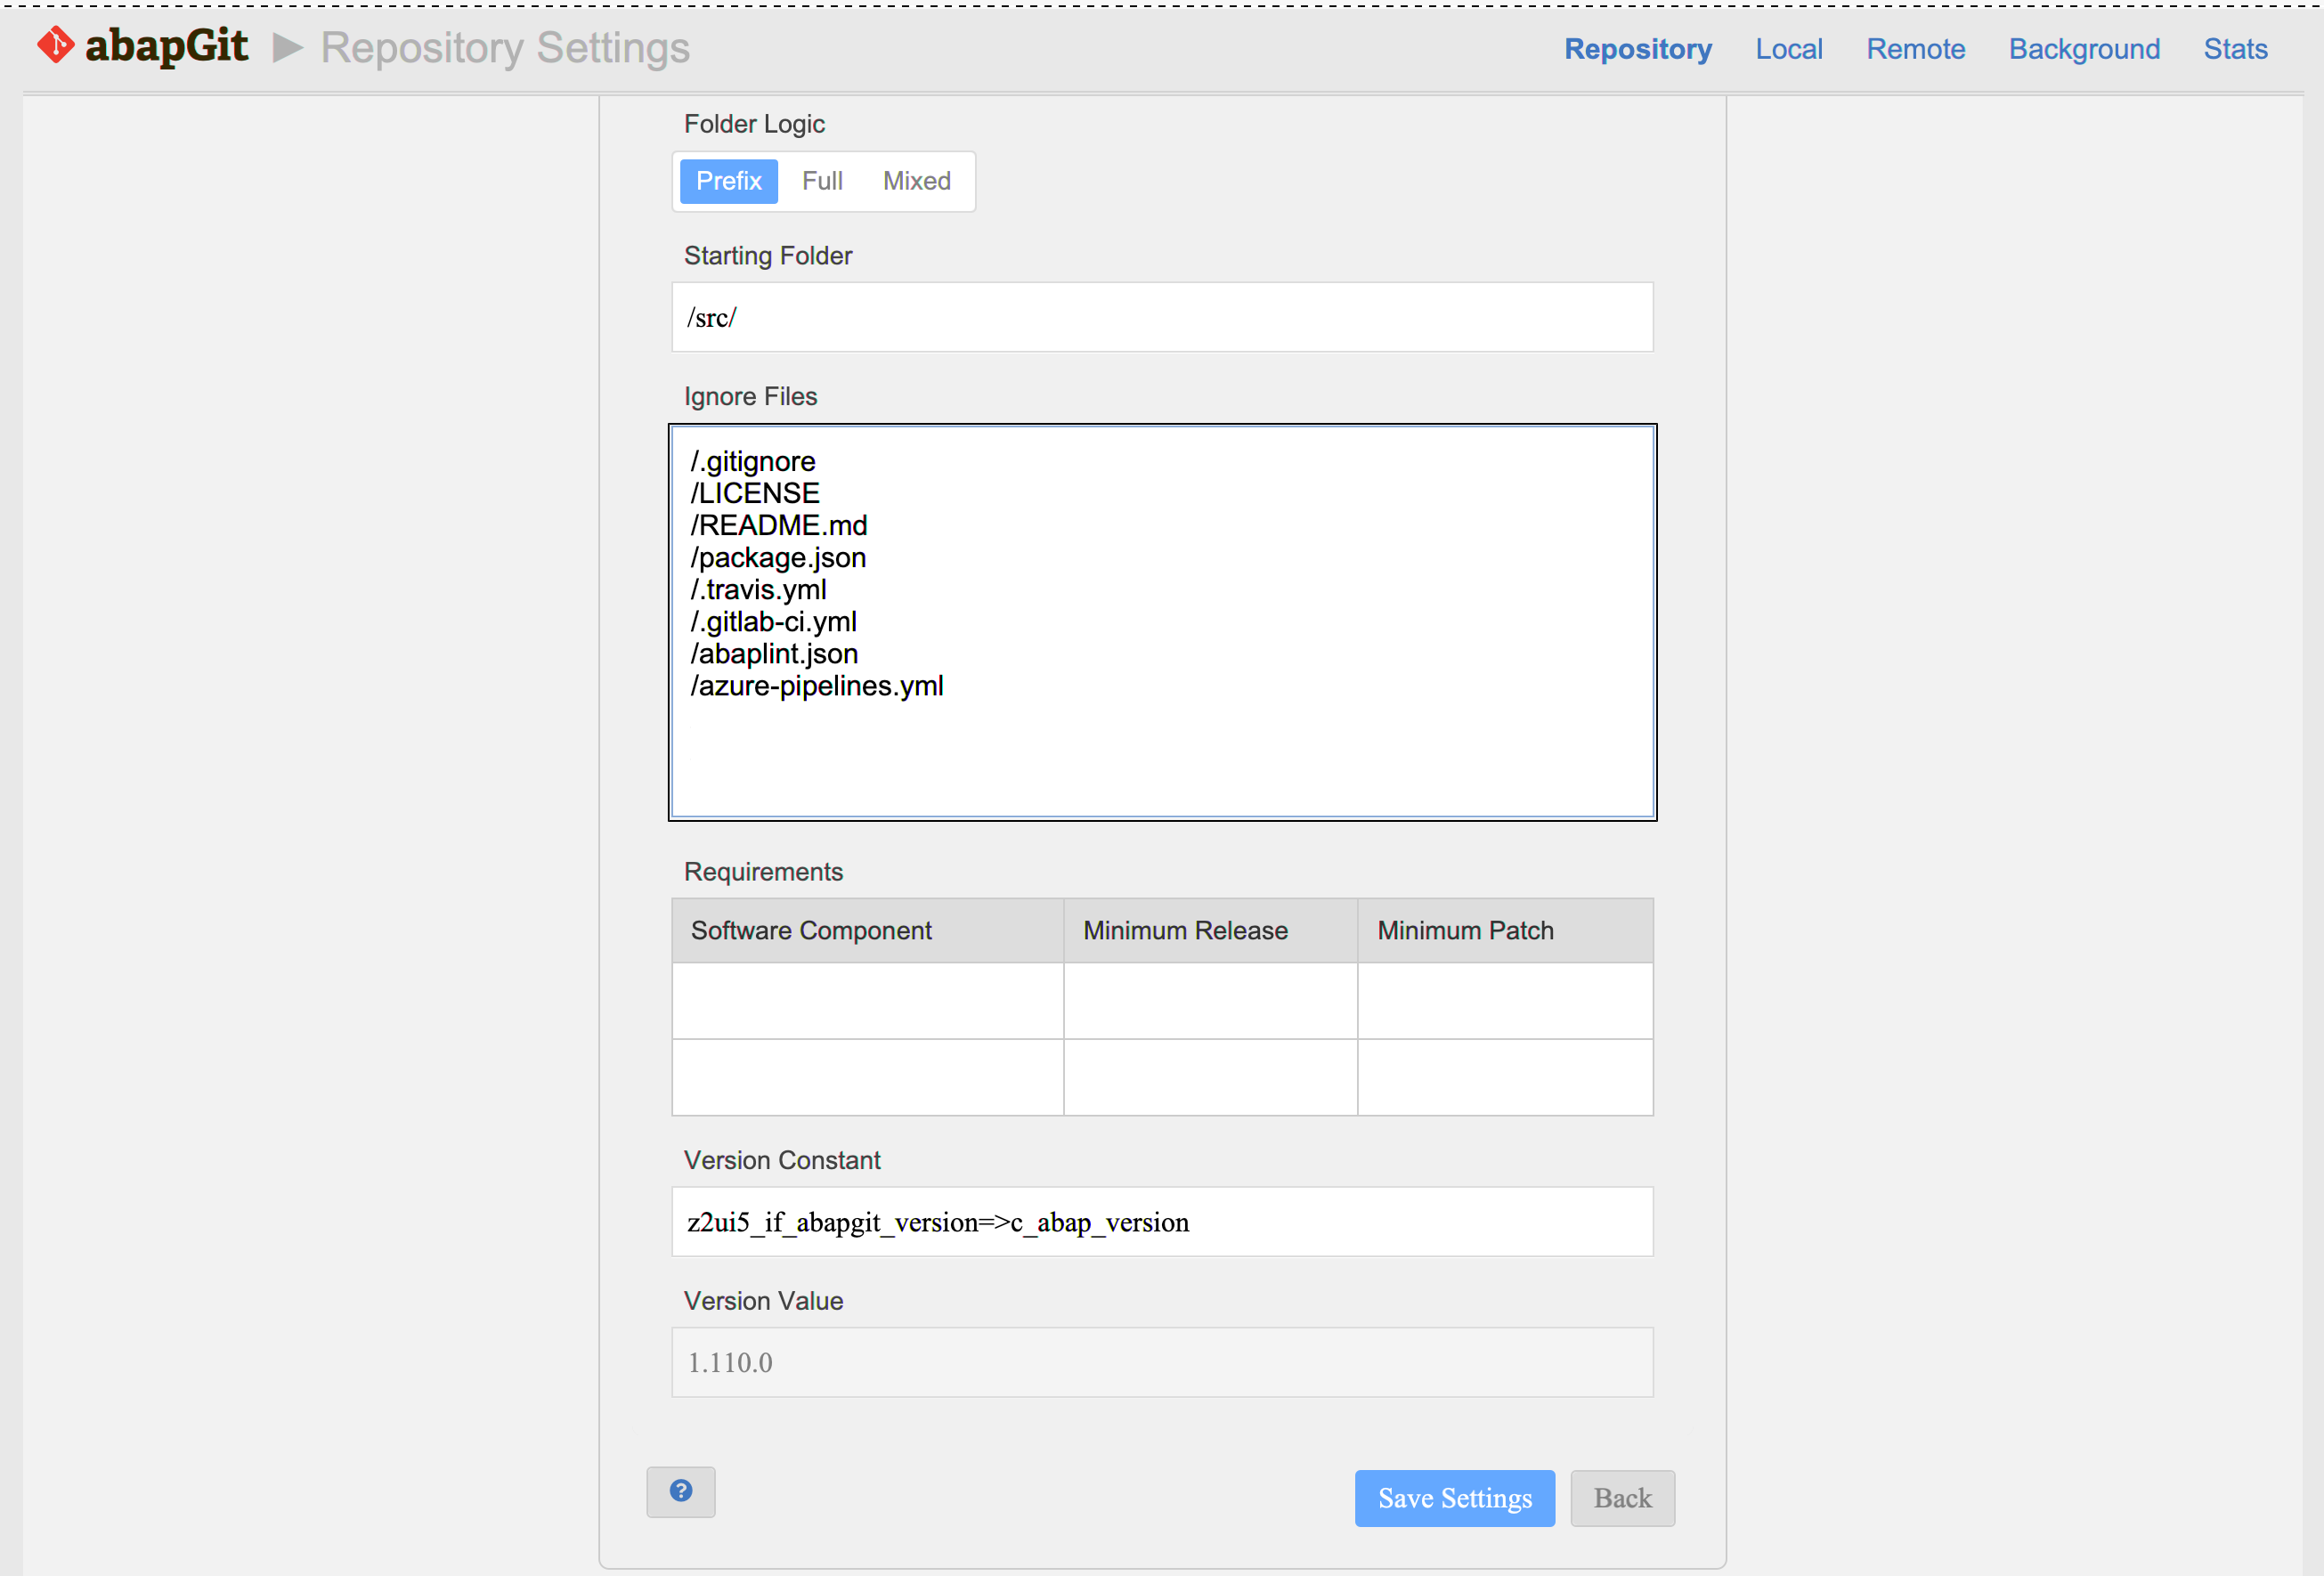 abapGit ▶ Repository Settings Repository Local Remote Background Stats
Folder Logic
Prefix Full Mixed
Starting Folder
/src/
Ignore Files
/.gitignore
/LICENSE
/README.md
/package.json
/.travis.yml
/.gitlab-ci.yml
/abaplint.json
/azure-pipelines.yml
Requirements
Software Component Minimum Release Minimum Patch
Version Constant
z2ui5_if_abapgit_version=>c_abap_version
Version Value
1.110.0
? Save Settings Back